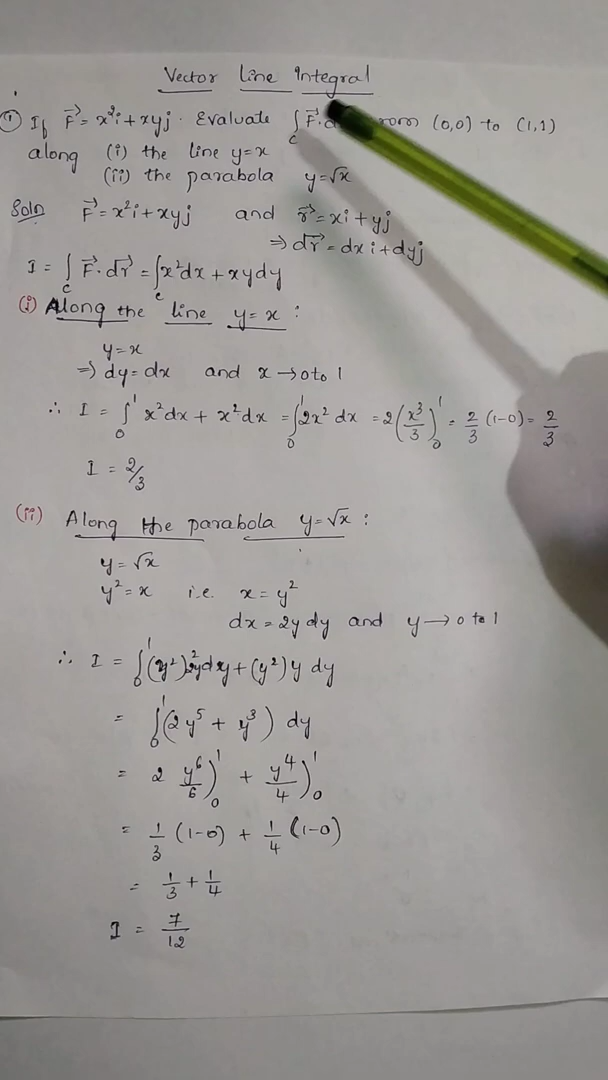 Vector line Integral
① If F⃗ = x²i + xyj. Evaluate ∫_C F⃗. from (0,0) to (1,1)
along (i) the line y=x
(ii) the parabola y=√x
Soln F⃗ = x²i + xyj and r⃗ = xi + yj
⇒ dr⃗ = dx i + dy j
I = ∫_C F⃗.dr⃗ = ∫_C x²dx + xydy
(i) Along the line y = x :
y = x
⇒ dy = dx and x → 0 to 1
∴ I = ∫₀¹ x²dx + x²dx = ∫₀¹ 2x² dx = 2(x³/3)₀¹ = 2/3 (1-0) = 2/3
I = 2/3
(ii) Along the parabola y = √x :
y = √x
y² = x i.e. x = y²
dx = 2y dy and y → 0 to 1
∴ I = ∫₀¹ (y²)² 2y dy + (y²) y dy
= ∫₀¹ (2y⁵ + y³) dy
= 2 y⁶/6)₀¹ + y⁴/4)₀¹
= 1/3 (1-0) + 1/4 (1-0)
= 1/3 + 1/4
I = 7/12